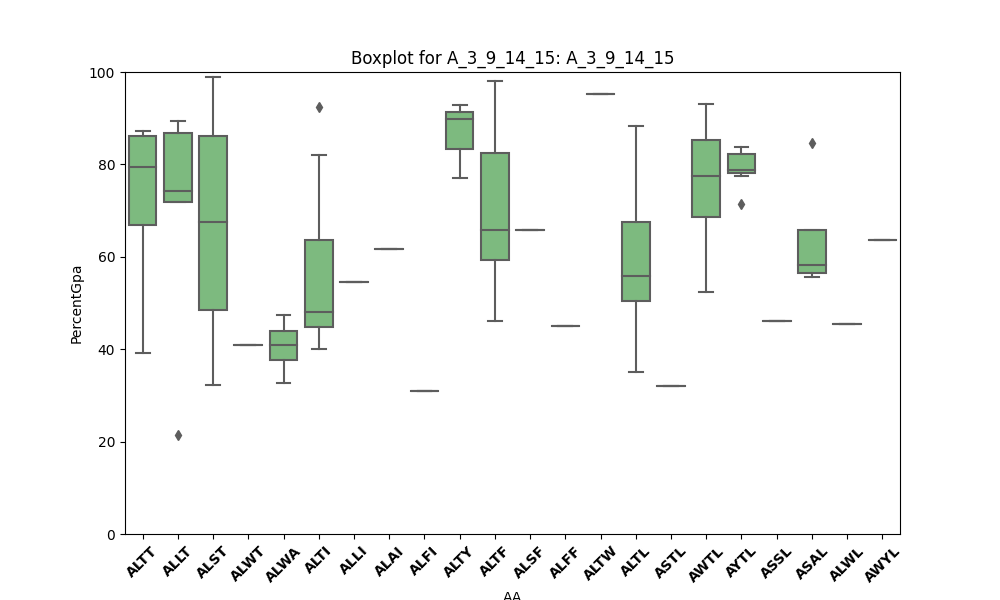 Boxplot for A_3_9_14_15: A_3_9_14_15
100
80
60
40
20
0
PercentGpa
ALTT ALLT ALST ALWT ALWA ALTI ALLI ALAI ALFI ALTY ALTF ALSF ALFF ALTW ALTL ASTL AWTL AYTL ASSL ASAL ALWL AWYL
AA